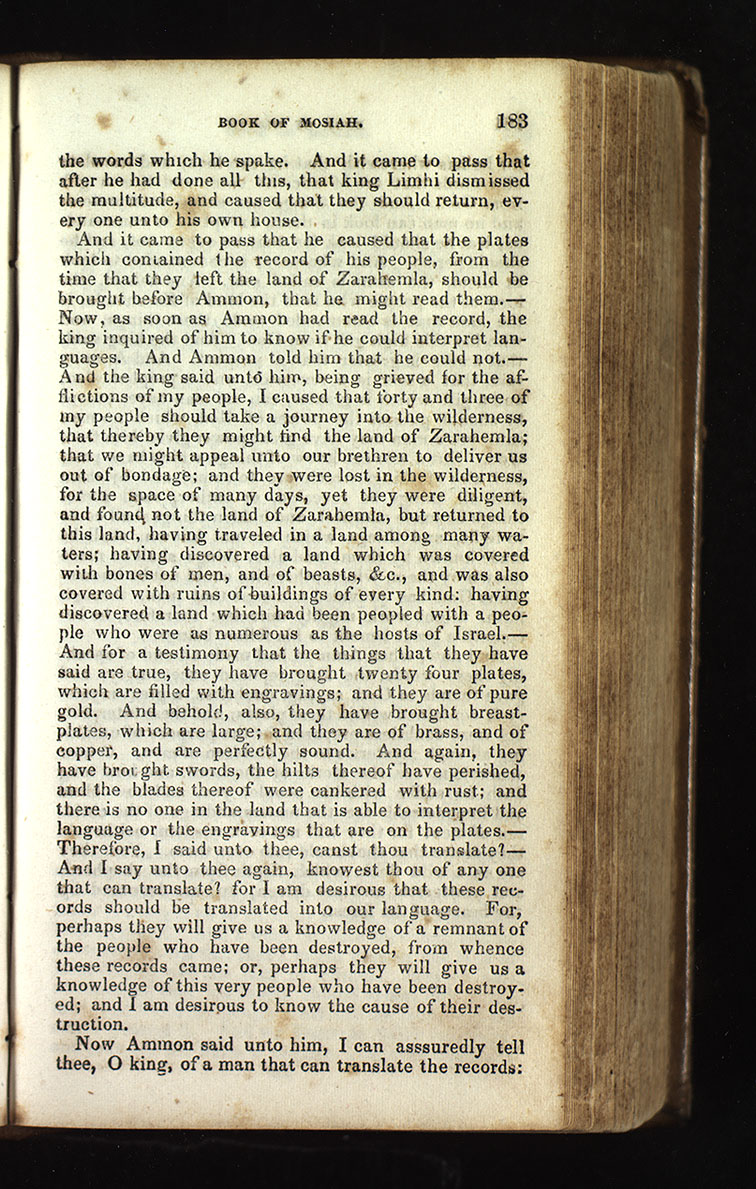 BOOK OF MOSIAH. 183
the words which he spake. And it came to pass that
after he had done all this, that king Limhi dismissed
the multitude, and caused that they should return, ev-
ery one unto his own house.
And it came to pass that he caused that the plates
which contained the record of his people, from the
time that they left the land of Zarahemla, should be
brought before Ammon, that he might read them.—
Now, as soon as Ammon had read the record, the
king inquired of him to know if he could interpret lan-
guages. And Ammon told him that he could not.—
And the king said unto him, being grieved for the af-
flictions of my people, I caused that forty and three of
my people should take a journey into the wilderness,
that thereby they might find the land of Zarahemla;
that we might appeal unto our brethren to deliver us
out of bondage; and they were lost in the wilderness,
for the space of many days, yet they were diligent,
and found not the land of Zarahemla, but returned to
this land, having traveled in a land among many wa-
ters; having discovered a land which was covered
with bones of men, and of beasts, &c., and was also
covered with ruins of buildings of every kind: having
discovered a land which had been peopled with a peo-
ple who were as numerous as the hosts of Israel.—
And for a testimony that the things that they have
said are true, they have brought twenty four plates,
which are filled with engravings; and they are of pure
gold. And behold, also, they have brought breast-
plates, which are large; and they are of brass, and of
copper, and are perfectly sound. And again, they
have brought swords, the hilts thereof have perished,
and the blades thereof were cankered with rust; and
there is no one in the land that is able to interpret the
language or the engravings that are on the plates.—
Therefore, I said unto thee, canst thou translate?—
And I say unto thee again, knowest thou of any one
that can translate? for I am desirous that these rec-
ords should be translated into our language. For,
perhaps they will give us a knowledge of a remnant of
the people who have been destroyed, from whence
these records came; or, perhaps they will give us a
knowledge of this very people who have been destroy-
ed; and I am desirous to know the cause of their des-
truction.
Now Ammon said unto him, I can asssuredly tell
thee, O king, of a man that can translate the records: